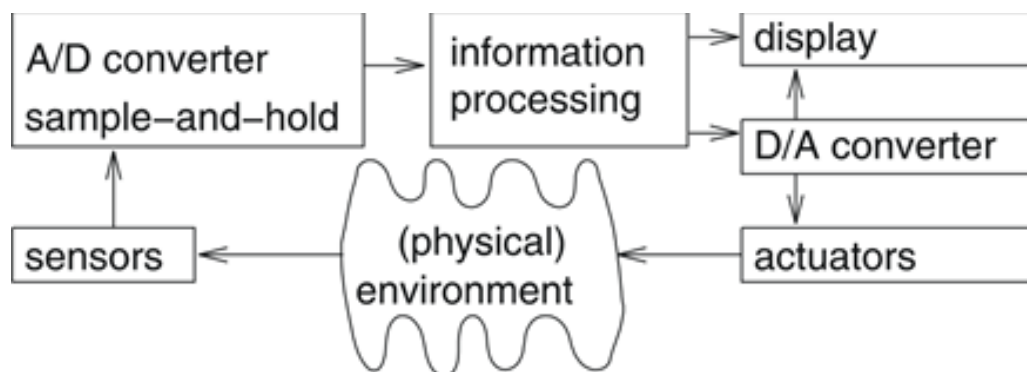 A/D converter
sample−and−hold
information
processing
display
D/A converter
sensors
(physical)
environment
actuators